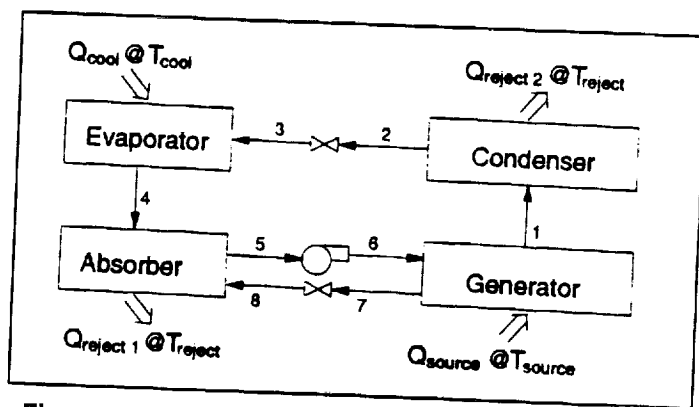 Qcool @Tcool
Qreject 2 @Treject
Evaporator
3
2
Condenser
4
1
Absorber
5
6
Generator
8
7
Qreject 1 @Treject
Qsource @Tsource